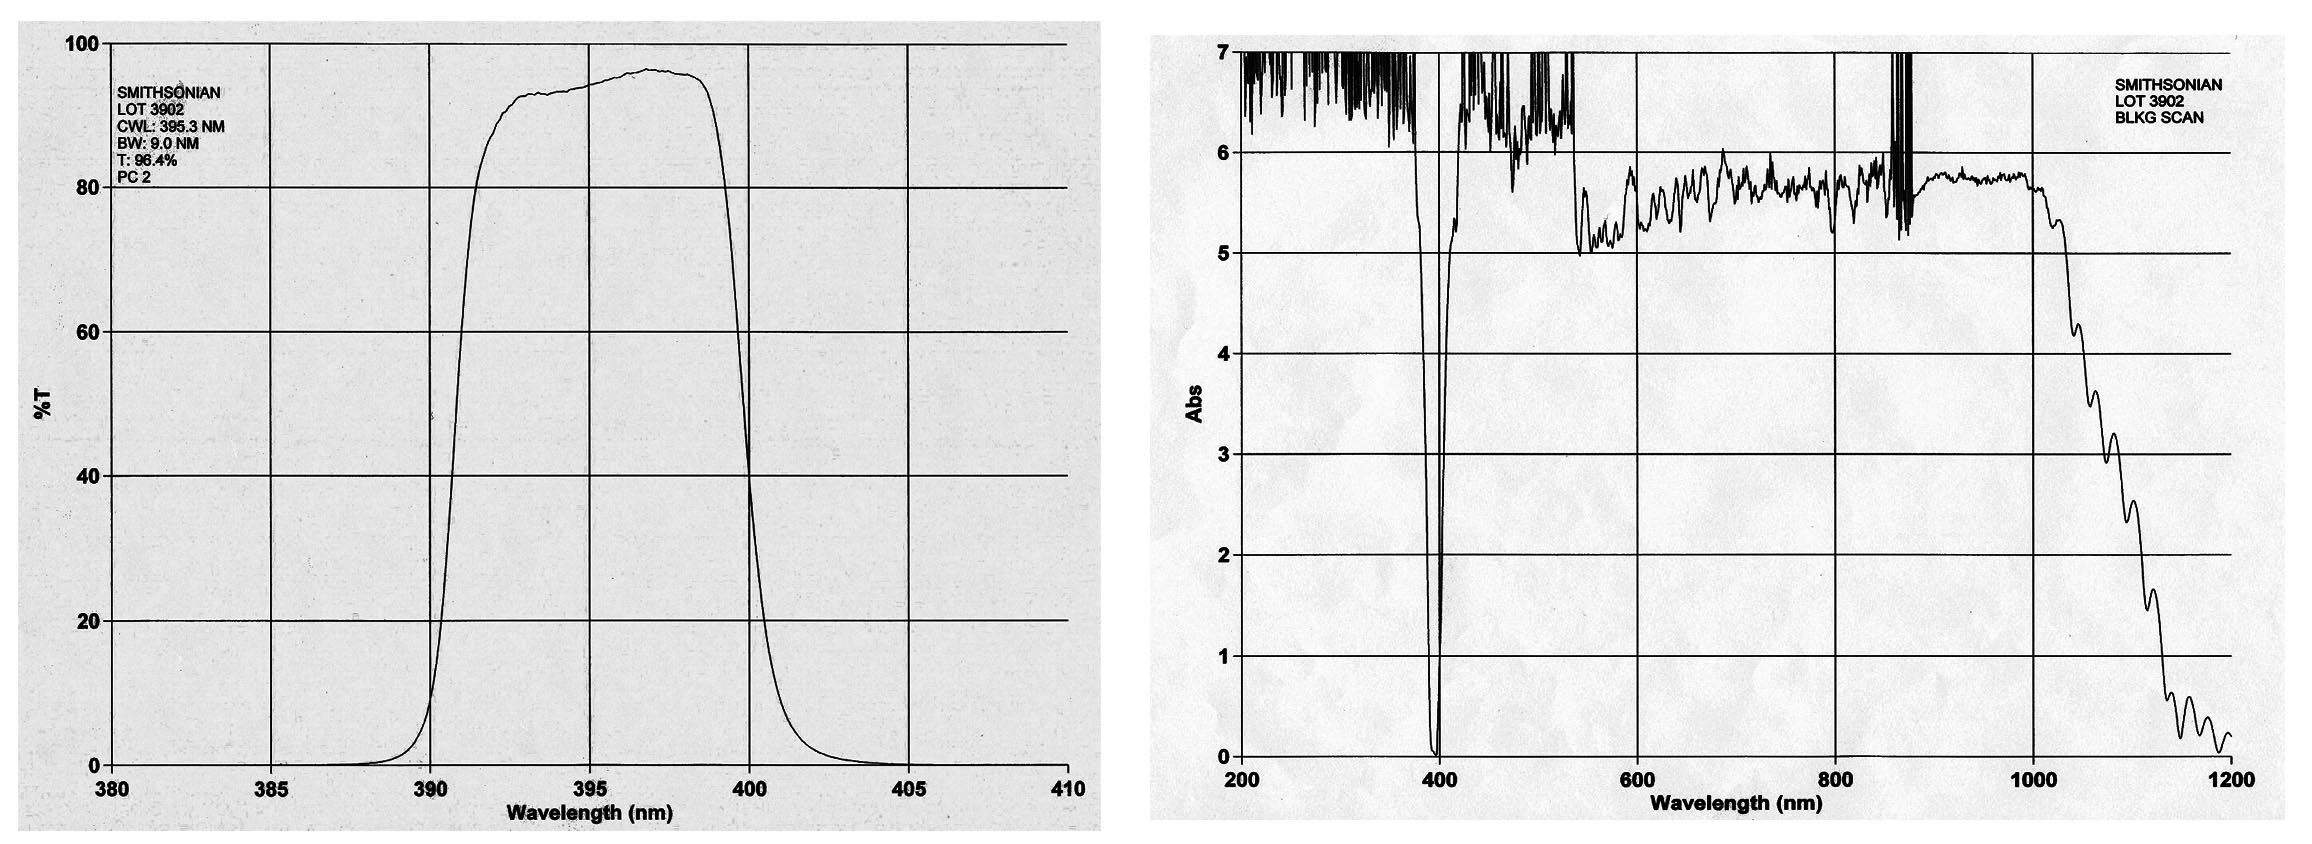 100
80
60
40
20
0
%T
SMITHSONIAN
LOT 3902
CWL: 395.3 NM
BW: 9.0 NM
T: 96.4%
PC 2
380 385 390 395 400 405 410
Wavelength (nm)
7
6
5
4
3
2
1
0
Abs
SMITHSONIAN
LOT 3902
BLKG SCAN
200 400 600 800 1000 1200
Wavelength (nm)